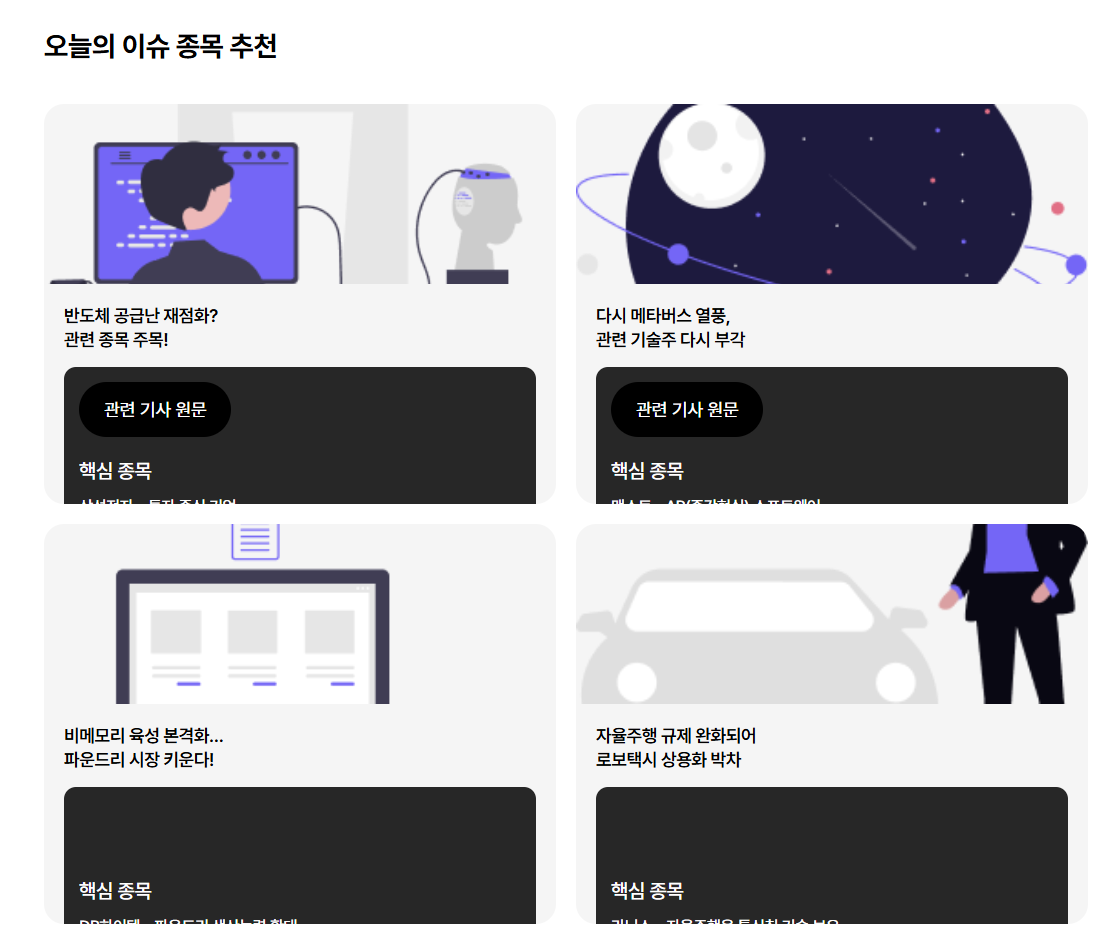 오늘의 이슈 종목 추천
반도체 공급난 재점화?
관련 종목 주목!
관련 기사 원문
핵심 종목
다시 메타버스 열풍,
관련 기술주 다시 부각
관련 기사 원문
핵심 종목
비메모리 육성 본격화...
파운드리 시장 키운다!
핵심 종목
자율주행 규제 완화되어
로보택시 상용화 박차
핵심 종목